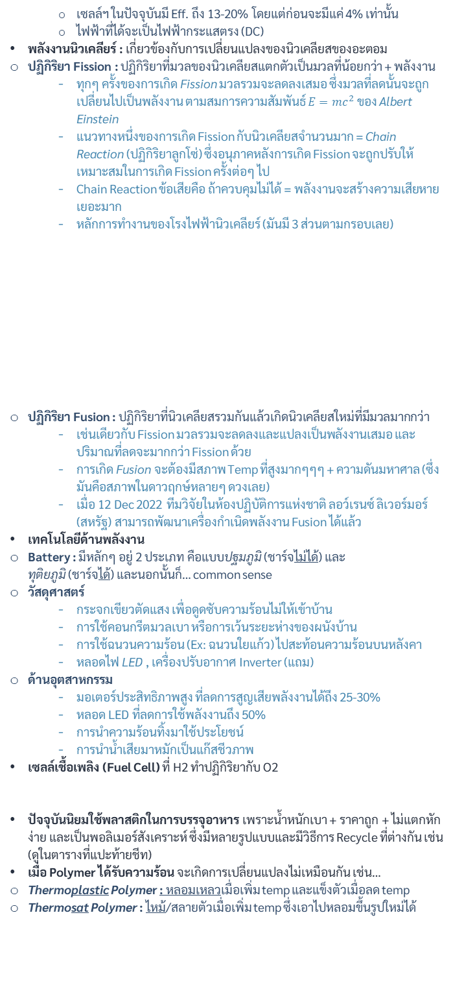 o เซลล์ฯ ในปัจจุบันมี Eff. ถึง 13-20% โดยแต่ก่อนจะมีแค่ 4% เท่านั้น
o ไฟฟ้าที่ได้จะเป็นไฟฟ้ากระแสตรง (DC)
• พลังงานนิวเคลียร์ : เกี่ยวข้องกับการเปลี่ยนแปลงของนิวเคลียสของอะตอม
o ปฏิกิริยา Fission : ปฏิกิริยาที่มวลของนิวเคลียสแตกตัวเป็นมวลที่น้อยกว่า + พลังงาน
- ทุกๆ ครั้งของการเกิด Fission มวลรวมจะลดลงเสมอ ซึ่งมวลที่ลดนั้นจะถูก
เปลี่ยนไปเป็นพลังงาน ตามสมการความสัมพันธ์ E = mc² ของ Albert
Einstein
- แนวทางหนึ่งของการเกิด Fission กับนิวเคลียสจำนวนมาก = Chain
Reaction (ปฏิกิริยาลูกโซ่) ซึ่งอนุภาคหลังการเกิด Fission จะถูกปรับให้
เหมาะสมในการเกิด Fission ครั้งต่อๆ ไป
- Chain Reaction ข้อเสียคือ ถ้าควบคุมไม่ได้ = พลังงานจะสร้างความเสียหาย
เยอะมาก
- หลักการทำงานของโรงไฟฟ้านิวเคลียร์ (มันมี 3 ส่วนตามกรอบเลย)
o ปฏิกิริยา Fusion : ปฏิกิริยาที่นิวเคลียสรวมกันแล้วเกิดนิวเคลียสใหม่ที่มีมวลมากกว่า
- เช่นเดียวกับ Fission มวลรวมจะลดลงและแปลงเป็นพลังงานเสมอ และ
ปริมาณที่ลดจะมากกว่า Fission ด้วย
- การเกิด Fusion จะต้องมีสภาพ Temp ที่สูงมากๆๆๆ + ความดันมหาศาล (ซึ่ง
มันคือสภาพในดาวฤกษ์หลายๆ ดวงเลย)
- เมื่อ 12 Dec 2022 ทีมวิจัยในห้องปฏิบัติการแห่งชาติ ลอว์เรนซ์ ลิเวอร์มอร์
(สหรัฐ) สามารถพัฒนาเครื่องกำเนิดพลังงาน Fusion ได้แล้ว
• เทคโนโลยีด้านพลังงาน
o Battery : มีหลักๆ อยู่ 2 ประเภท คือแบบปฐมภูมิ (ชาร์จไม่ได้) และ
ทุติยภูมิ (ชาร์จได้) และนอกนั้นก็... common sense
o วัสดุศาสตร์
- กระจกเขียวตัดแสง เพื่อดูดซับความร้อนไม่ให้เข้าบ้าน
- การใช้คอนกรีตมวลเบา หรือการเว้นระยะห่างของผนังบ้าน
- การใช้ฉนวนความร้อน (Ex: ฉนวนใยแก้ว) ไปสะท้อนความร้อนบนหลังคา
- หลอดไฟ LED , เครื่องปรับอากาศ Inverter (แถม)
o ด้านอุตสาหกรรม
- มอเตอร์ประสิทธิภาพสูง ที่ลดการสูญเสียพลังงานได้ถึง 25-30%
- หลอด LED ที่ลดการใช้พลังงานถึง 50%
- การนำความร้อนทิ้งมาใช้ประโยชน์
- การนำน้ำเสียมาหมักเป็นแก๊สชีวภาพ
• เซลล์เชื้อเพลิง (Fuel Cell) ที่ H2 ทำปฏิกิริยากับ O2
• ปัจจุบันนิยมใช้พลาสติกในการบรรจุอาหาร เพราะน้ำหนักเบา + ราคาถูก + ไม่แตกหัก
ง่าย และเป็นพอลิเมอร์สังเคราะห์ ซึ่งมีหลายรูปแบบและมีวิธีการ Recycle ที่ต่างกัน เช่น
(ดูในตารางที่แปะท้ายชีท)
• เมื่อ Polymer ได้รับความร้อน จะเกิดการเปลี่ยนแปลงไม่เหมือนกัน เช่น...
o Thermoplastic Polymer : หลอมเหลวเมื่อเพิ่ม temp และแข็งตัวเมื่อลด temp
o Thermosat Polymer : ไหม้/สลายตัวเมื่อเพิ่ม temp ซึ่งเอาไปหลอมขึ้นรูปใหม่ได้